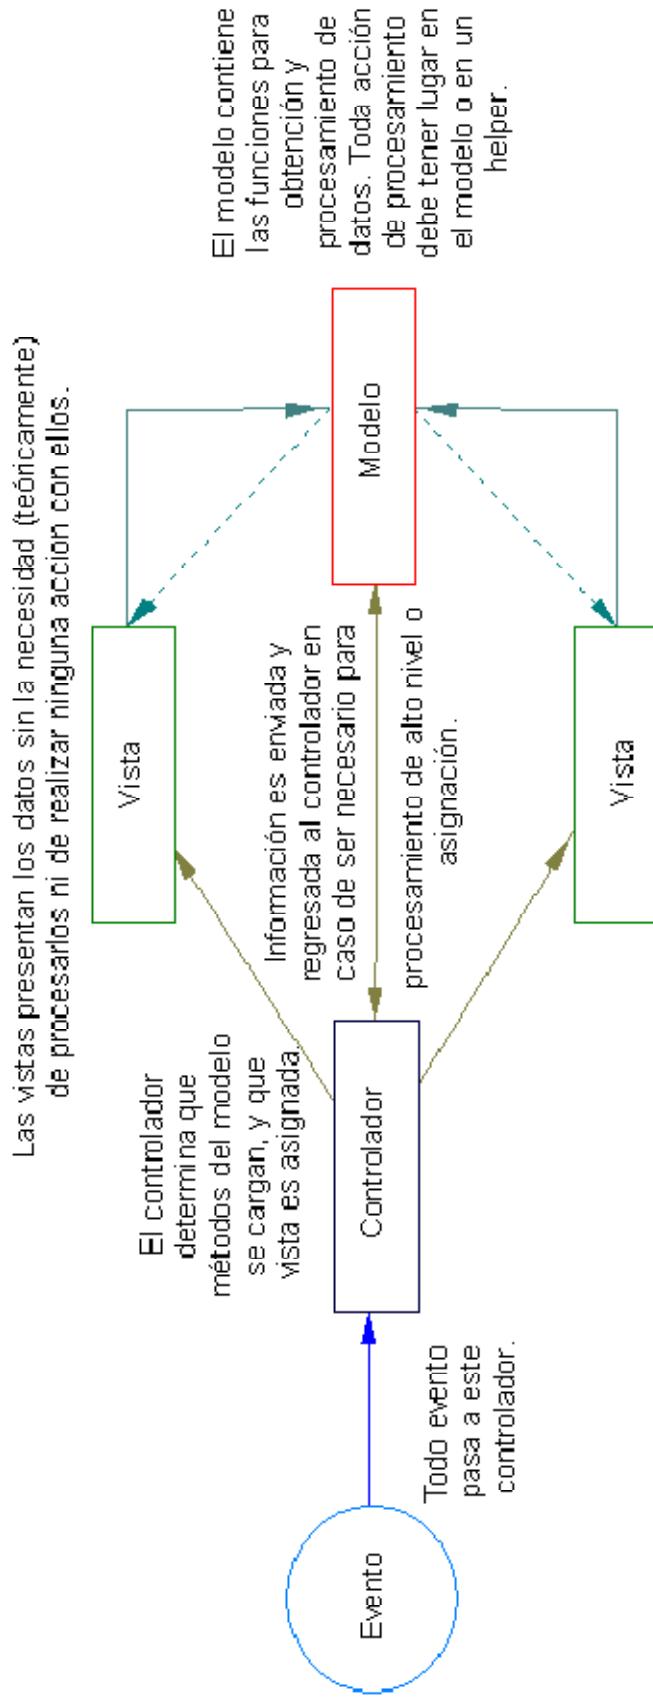 Las vistas presentan los datos sin la necesidad (teóricamente)
de procesarlos ni de realizar ninguna acción con ellos.
Vista
El controlador
determina que
métodos del modelo
se cargan, y que
vista es asignada.
Información es enviada y
regresada al controlador en
caso de ser necesario para
procesamiento de alto nivel o
asignación.
El modelo contiene
las funciones para
obtención y
procesamiento de
datos. Toda acción
de procesamiento
debe tener lugar en
el modelo o en un
helper.
Evento
Controlador
Modelo
Todo evento
pasa a este
controlador.
Vista